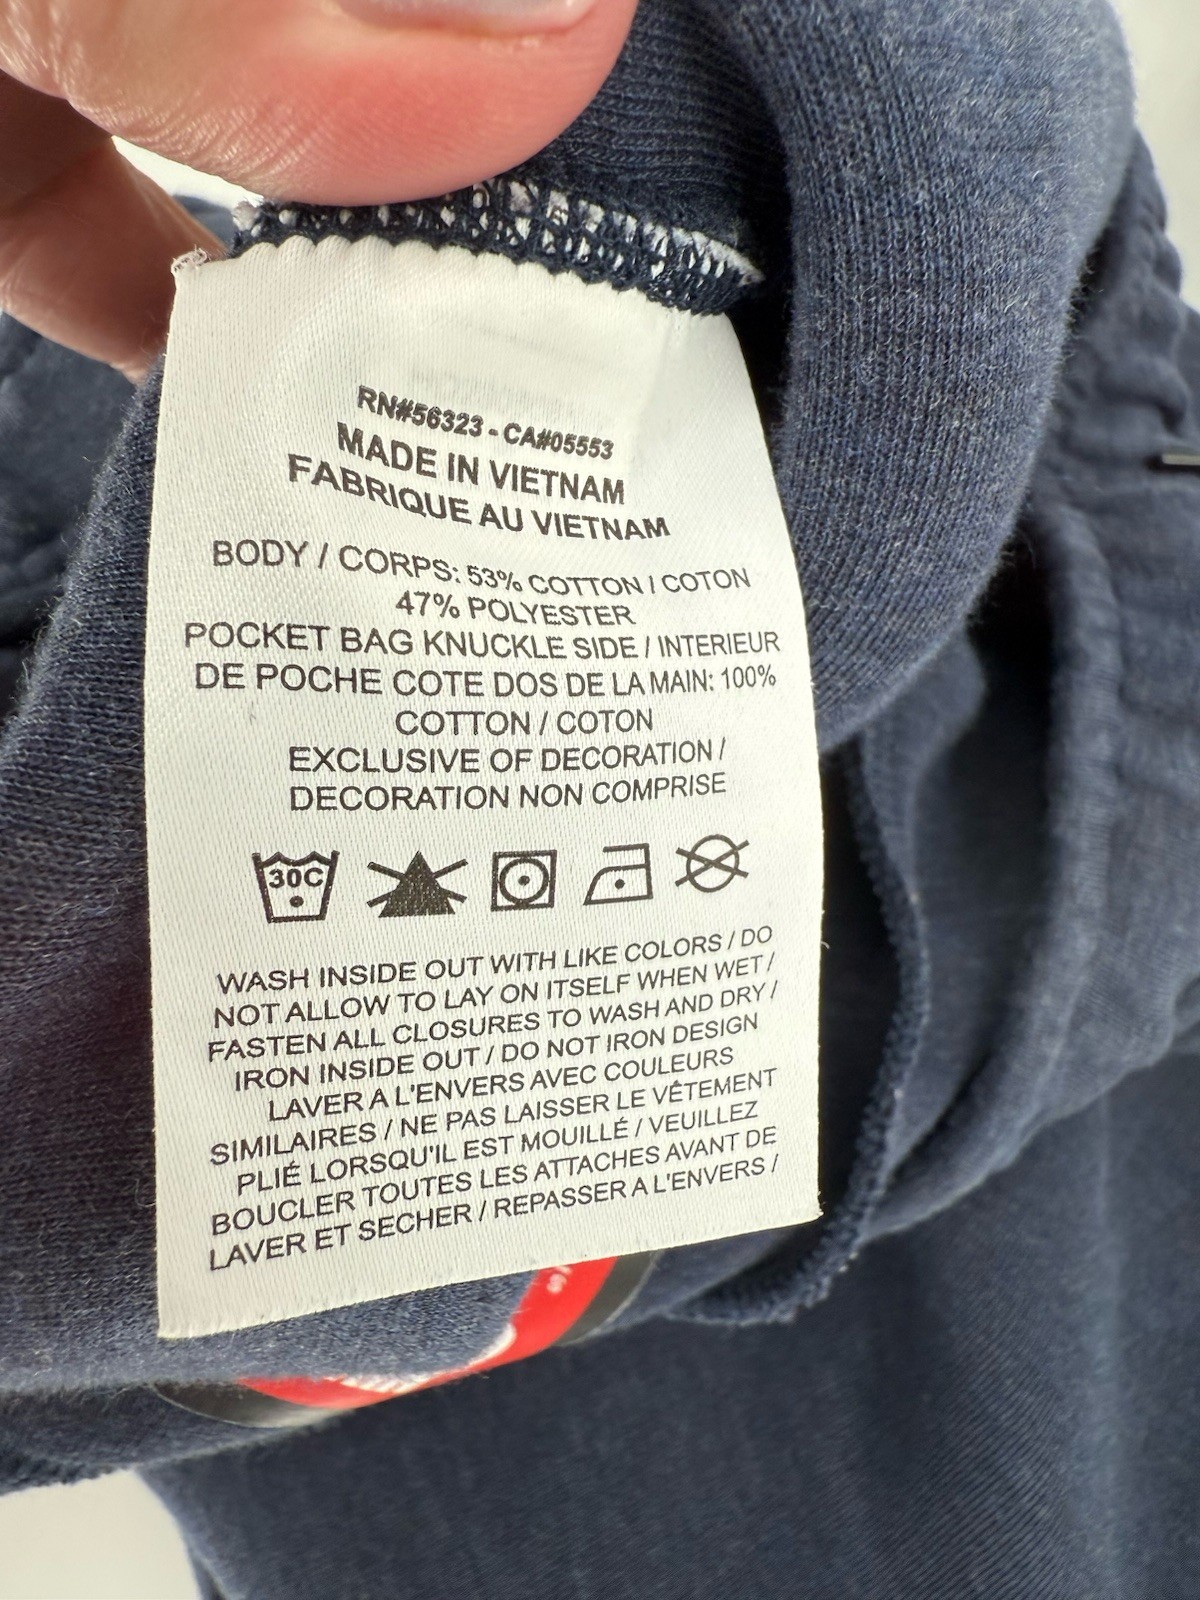 RN#56323 - CA#05553
MADE IN VIETNAM
FABRIQUE AU VIETNAM
BODY / CORPS: 53% COTTON / COTON
47% POLYESTER
POCKET BAG KNUCKLE SIDE / INTERIEUR
DE POCHE COTE DOS DE LA MAIN: 100%
COTTON / COTON
EXCLUSIVE OF DECORATION /
DECORATION NON COMPRISE
30C
WASH INSIDE OUT WITH LIKE COLORS / DO
NOT ALLOW TO LAY ON ITSELF WHEN WET /
FASTEN ALL CLOSURES TO WASH AND DRY /
IRON INSIDE OUT / DO NOT IRON DESIGN
LAVER A L'ENVERS AVEC COULEURS
SIMILAIRES / NE PAS LAISSER LE VÊTEMENT
PLIÉ LORSQU'IL EST MOUILLÉ / VEUILLEZ
BOUCLER TOUTES LES ATTACHES AVANT DE
LAVER ET SECHER / REPASSER A L'ENVERS /